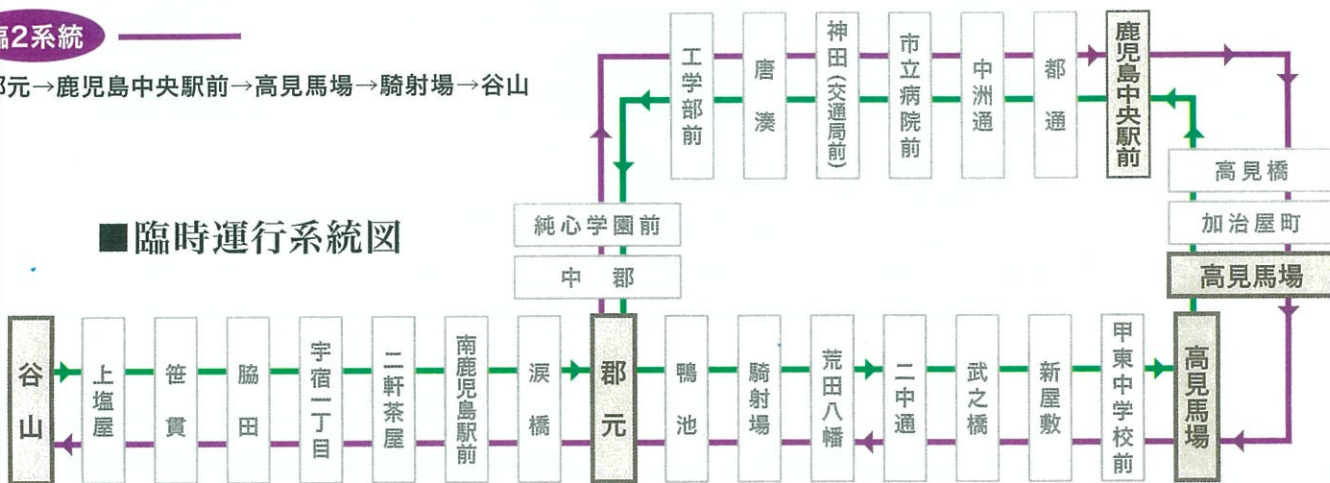 臨2系統
郡元→鹿児島中央駅前→高見馬場→騎射場→谷山
■臨時運行系統図
工学部前
唐湊
神田(交通局前)
市立病院前
中洲通
都通
鹿児島中央駅前
高見橋
加治屋町
高見馬場
純心学園前
中郡
谷山
上塩屋
笹貫
脇田
宇宿一丁目
二軒茶屋
南鹿児島駅前
涙橋
郡元
鴨池
騎射場
荒田八幡
二中通
武之橋
新屋敷
甲東中学校前
高見馬場